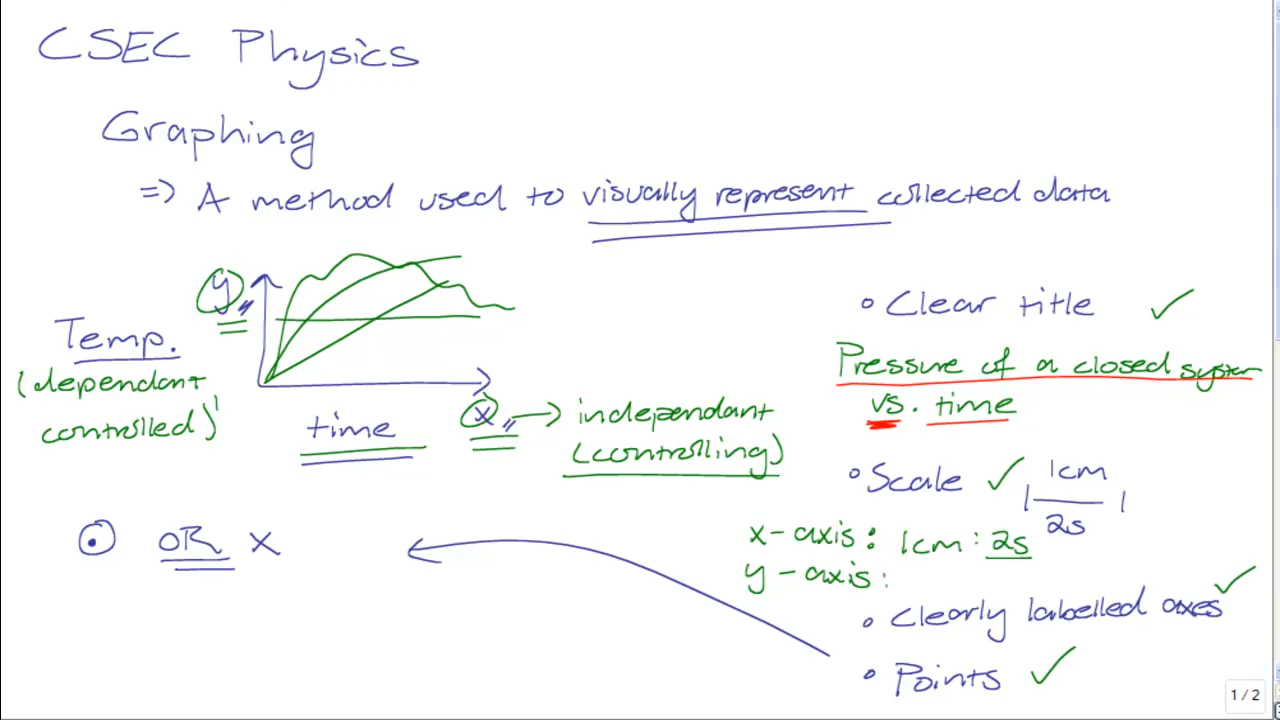 CSEC Physics
Graphing
=> A method used to visually represent collected data
y
Temp.
(dependant
controlled)
time
x → independant
(controlling)
• Clear title ✓
Pressure of a closed system
vs. time
• Scale ✓ 1cm
2s
x-axis: 1cm : 2s
y-axis:
• Clearly labelled axes ✓
• Points ✓
⊙ OR x
1 / 2